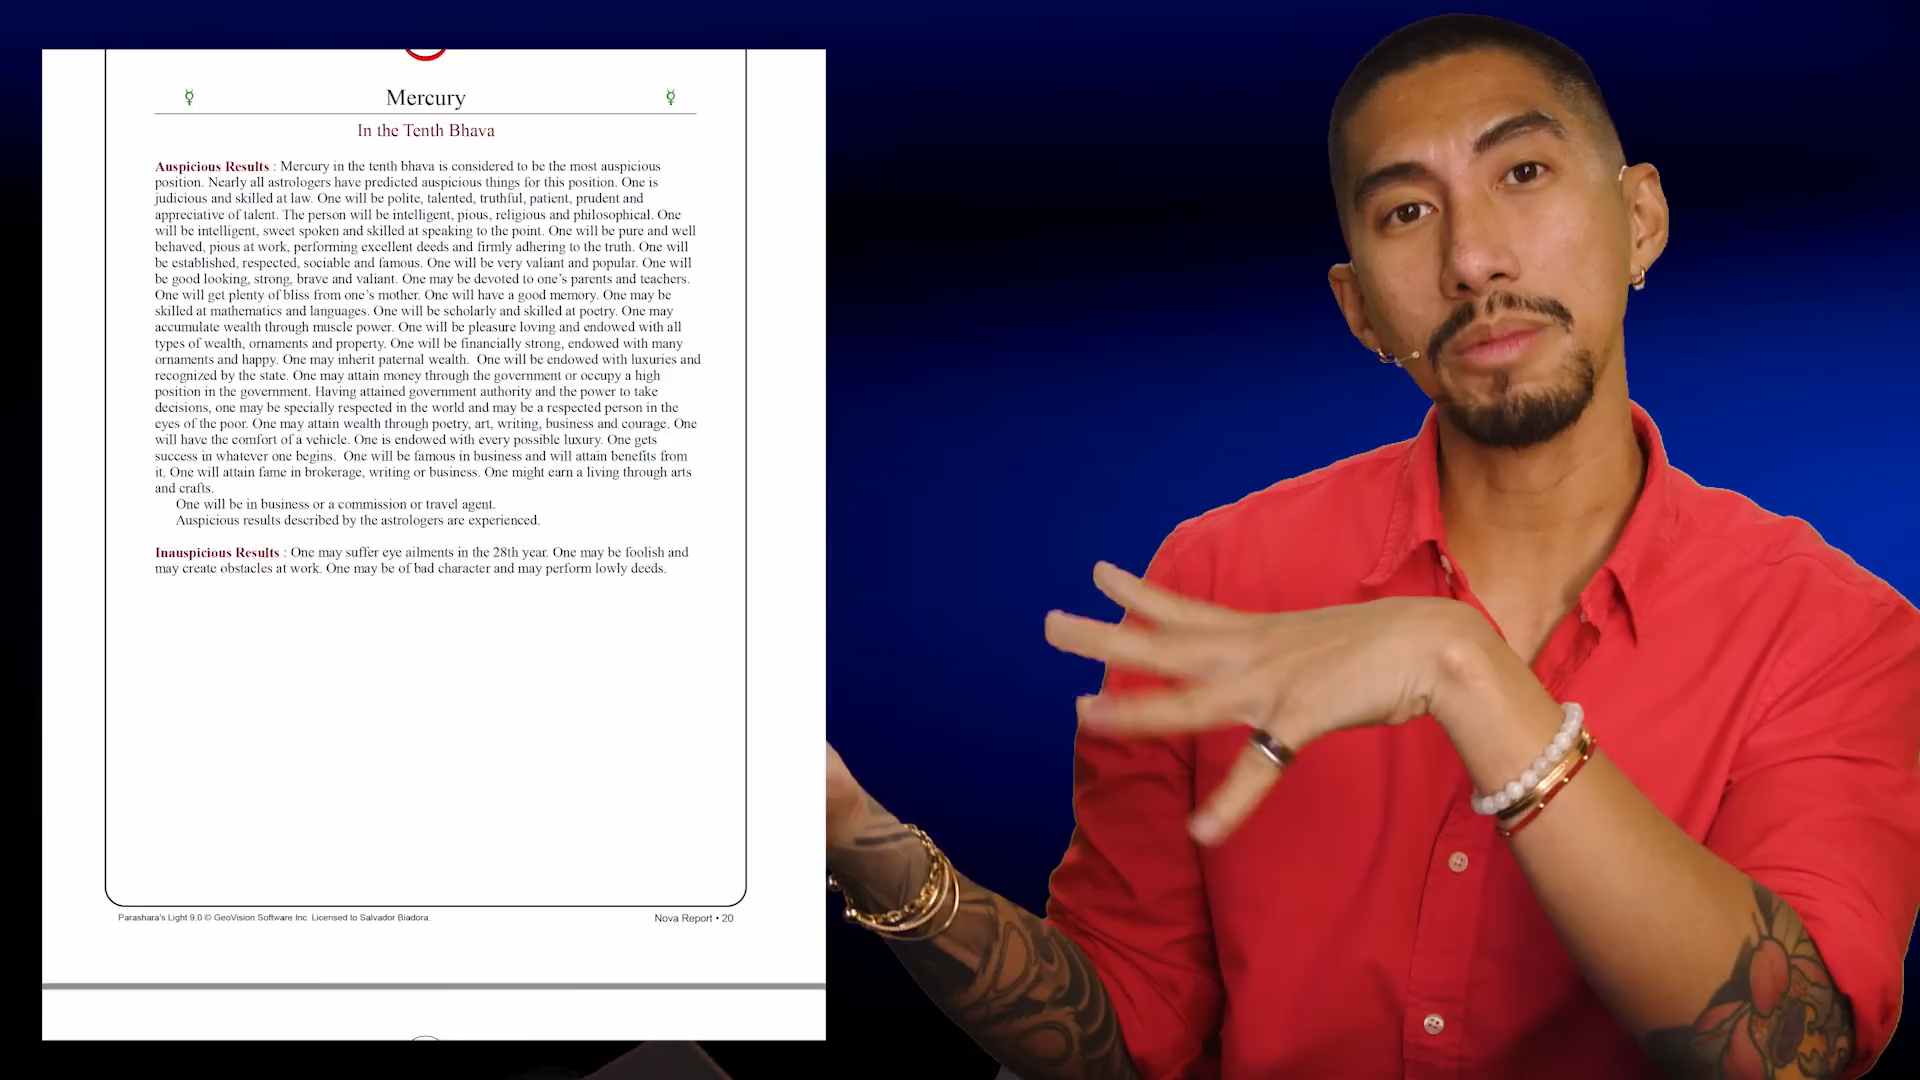 Mercury
In the Tenth Bhava
Auspicious Results : Mercury in the tenth bhava is considered to be the most auspicious
position. Nearly all astrologers have predicted auspicious things for this position. One is
judicious and skilled at law. One will be polite, talented, truthful, patient, prudent and
appreciative of talent. The person will be intelligent, pious, religious and philosophical. One
will be intelligent, sweet spoken and skilled at speaking to the point. One will be pure and well
behaved, pious at work, performing excellent deeds and firmly adhering to the truth. One will
be established, respected, sociable and famous. One will be very valiant and popular. One will
be good looking, strong, brave and valiant. One may be devoted to one's parents and teachers.
One will get plenty of bliss from one's mother. One will have a good memory. One may be
skilled at mathematics and languages. One will be scholarly and skilled at poetry. One may
accumulate wealth through muscle power. One will be pleasure loving and endowed with all
types of wealth, ornaments and property. One will be financially strong, endowed with many
ornaments and happy. One may inherit paternal wealth. One will be endowed with luxuries and
recognized by the state. One may attain money through the government or occupy a high
position in the government. Having attained government authority and the power to take
decisions, one may be specially respected in the world and may be a respected person in the
eyes of the poor. One may attain wealth through poetry, art, writing, business and courage. One
will have the comfort of a vehicle. One is endowed with every possible luxury. One gets
success in whatever one begins. One will be famous in business and will attain benefits from
it. One will attain fame in brokerage, writing or business. One might earn a living through arts
and crafts.
One will be in business or a commission or travel agent.
Auspicious results described by the astrologers are experienced.
Inauspicious Results : One may suffer eye ailments in the 28th year. One may be foolish and
may create obstacles at work. One may be of bad character and may perform lowly deeds.
Parashara's Light 9.0 © GeoVision Software Inc. Licensed to Salvador Biadora.
Nova Report • 20